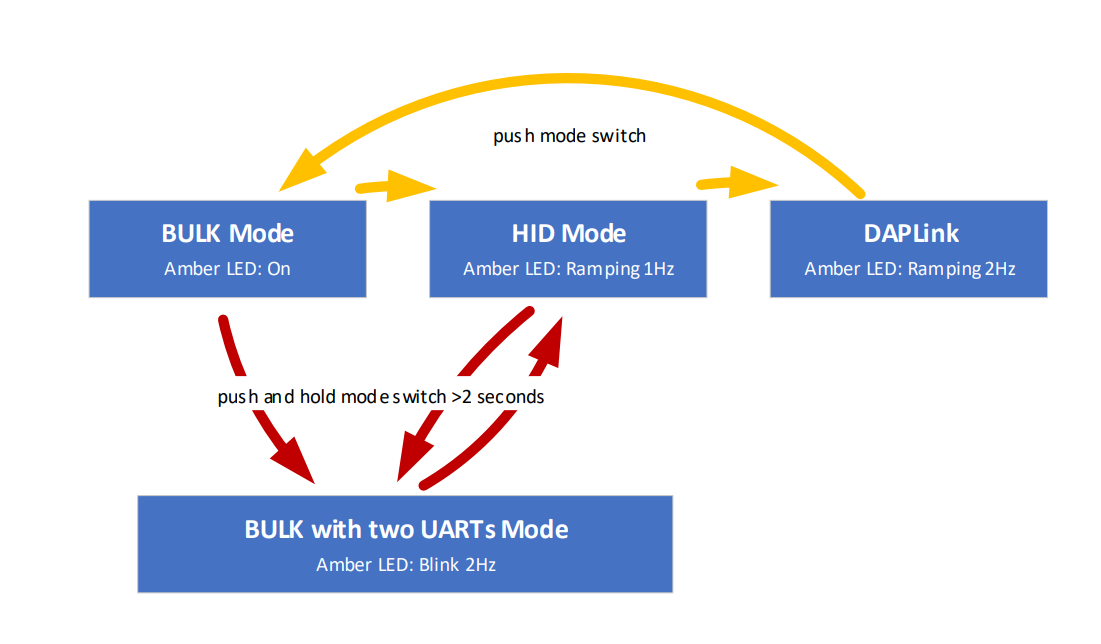 push mode switch
BULK Mode
Amber LED: On
HID Mode
Amber LED: Ramping 1Hz
DAPLink
Amber LED: Ramping 2Hz
push and hold mode switch >2 seconds
BULK with two UARTs Mode
Amber LED: Blink 2Hz